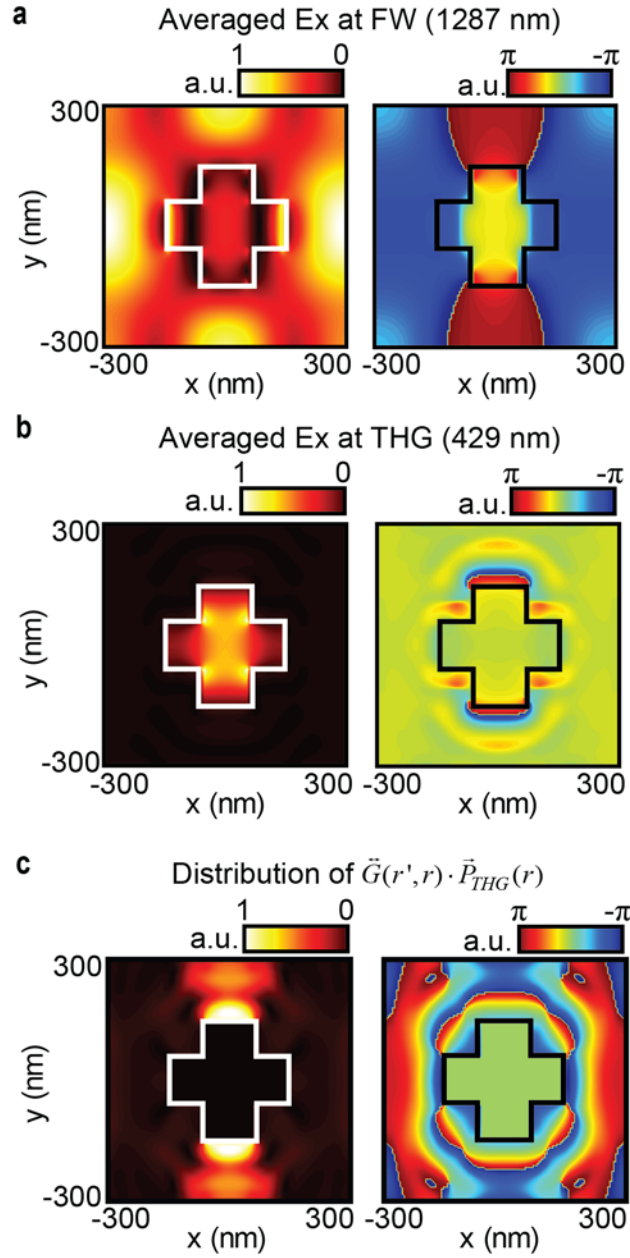 a
Averaged Ex at FW (1287 nm)
1 0 π -π
a.u. a.u.
300
y (nm)
-300
-300 300 -300 300
x (nm) x (nm)
b
Averaged Ex at THG (429 nm)
1 0 π -π
a.u. a.u.
300
y (nm)
-300
-300 300 -300 300
x (nm) x (nm)
c
Distribution of G̈(r',r)·P⃗_THG(r)
1 0 π -π
a.u. a.u.
300
y (nm)
-300
-300 300 -300 300
x (nm) x (nm)